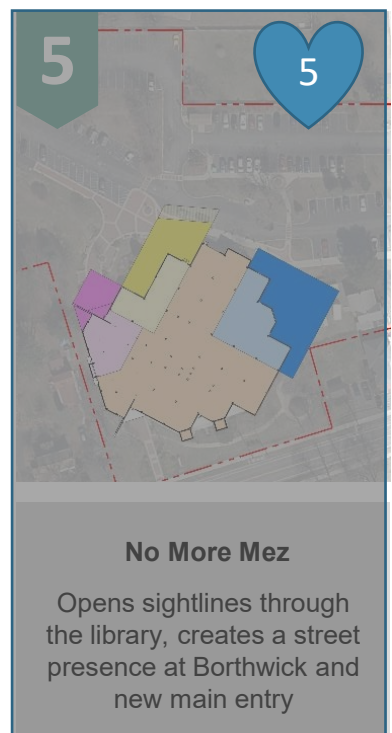 5
5
No More Mez
Opens sightlines through
the library, creates a street
presence at Borthwick and
new main entry